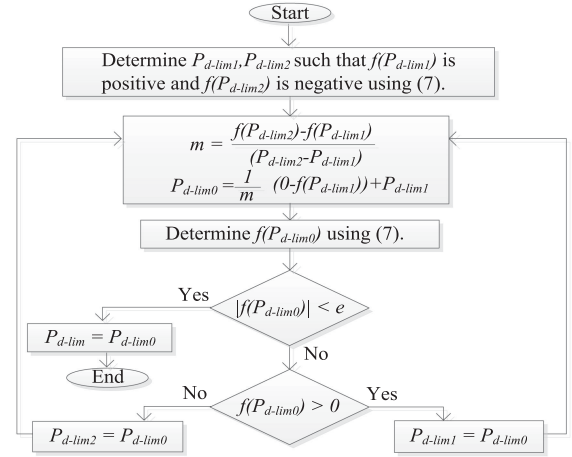 Start
Determine P_{d-lim1},P_{d-lim2} such that f(P_{d-lim1}) is
positive and f(P_{d-lim2}) is negative using (7).
m = \frac{f(P_{d-lim2})-f(P_{d-lim1})}{(P_{d-lim2}-P_{d-lim1})}
P_{d-lim0} = \frac{1}{m} (0-f(P_{d-lim1}))+P_{d-lim1}
Determine f(P_{d-lim0}) using (7).
|f(P_{d-lim0})| < e
Yes
P_{d-lim} = P_{d-lim0}
End
No
f(P_{d-lim0}) > 0
No
P_{d-lim2} = P_{d-lim0}
Yes
P_{d-lim1} = P_{d-lim0}